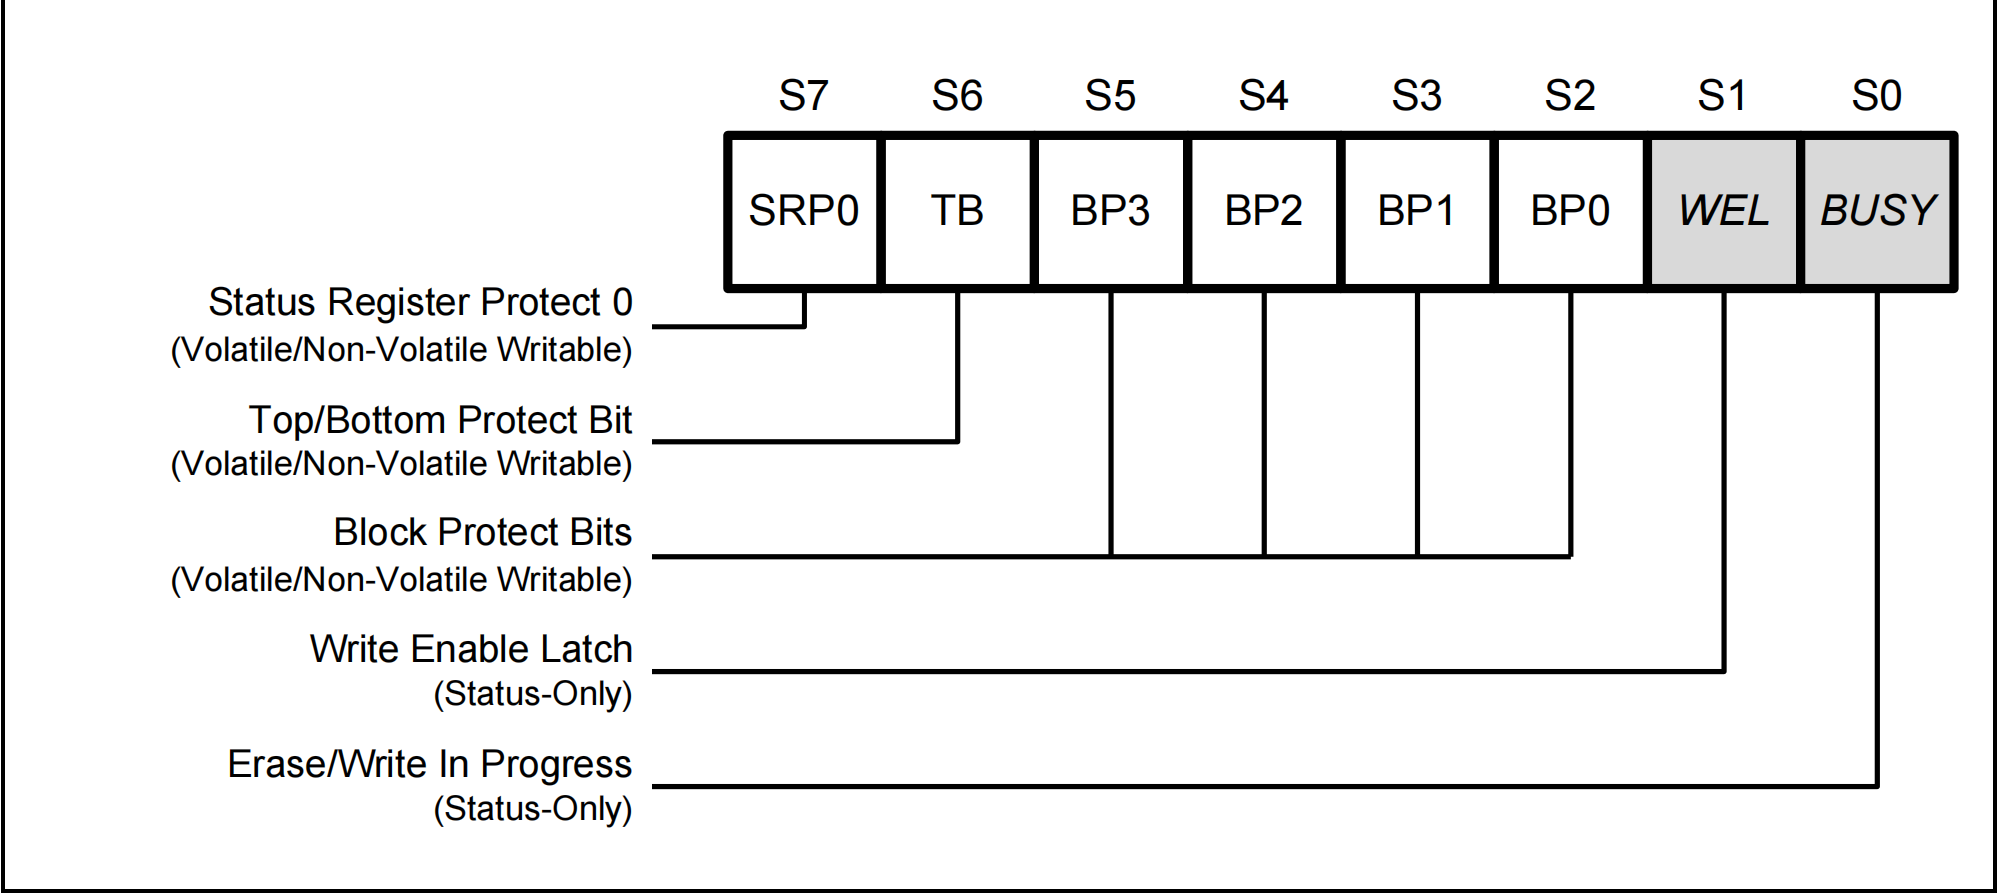 S7 S6 S5 S4 S3 S2 S1 S0
SRP0 TB BP3 BP2 BP1 BP0 WEL BUSY
Status Register Protect 0
(Volatile/Non-Volatile Writable)
Top/Bottom Protect Bit
(Volatile/Non-Volatile Writable)
Block Protect Bits
(Volatile/Non-Volatile Writable)
Write Enable Latch
(Status-Only)
Erase/Write In Progress
(Status-Only)